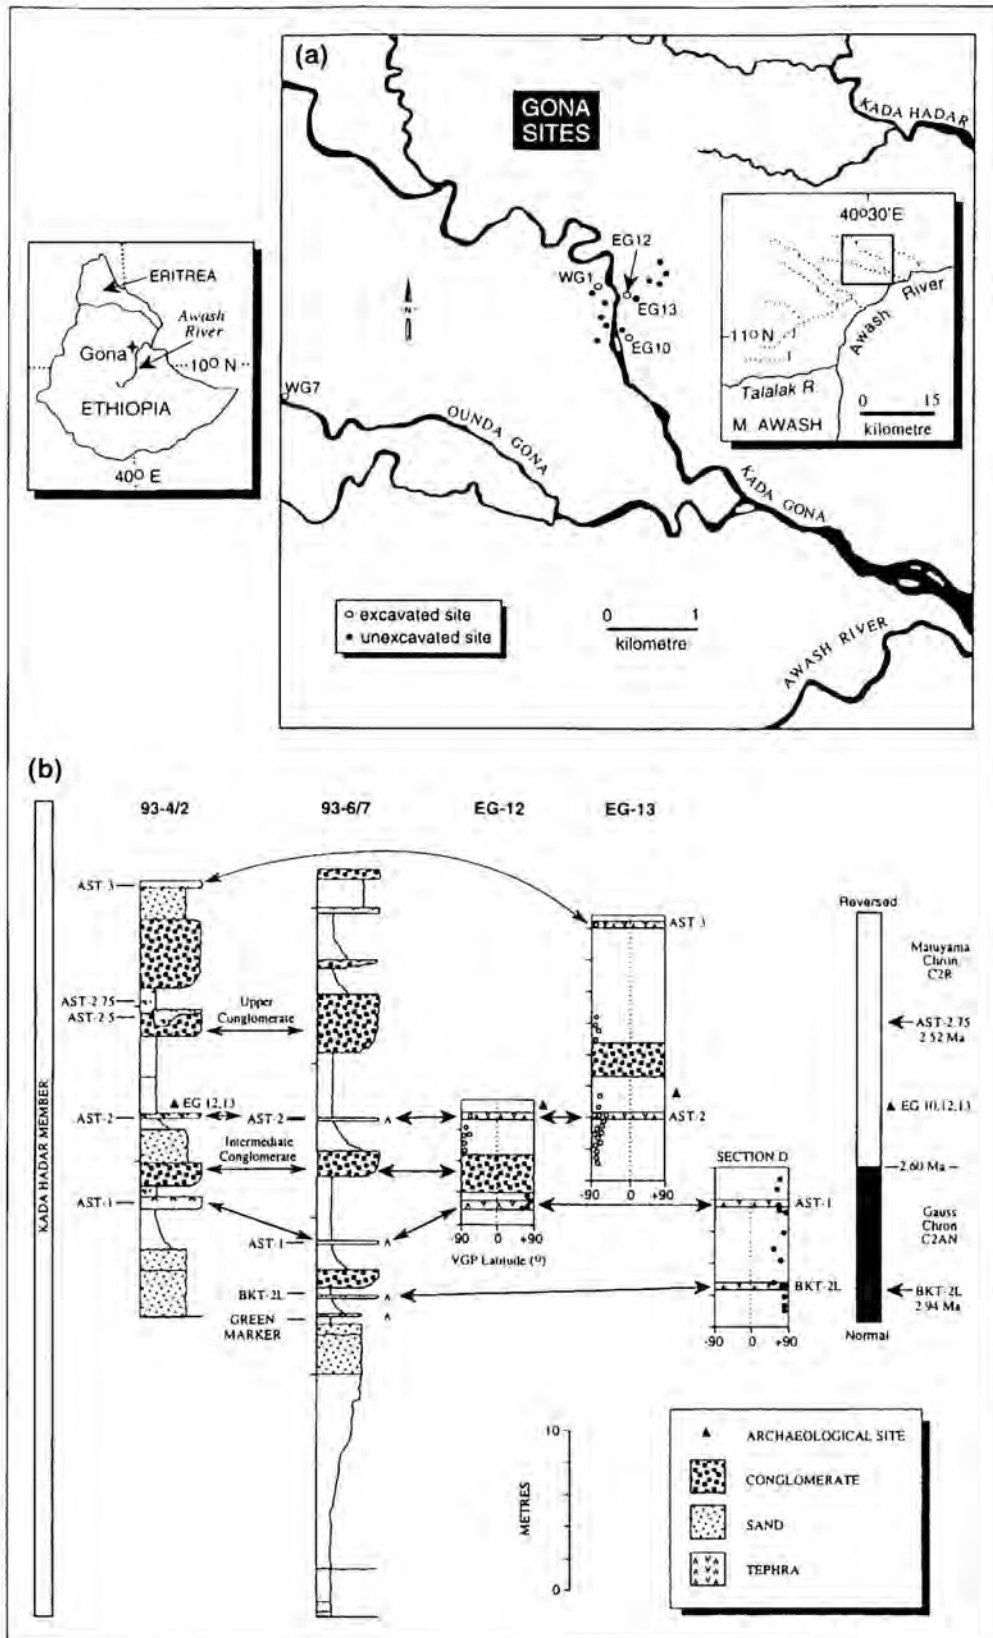 (a)
GONA
SITES
KADA HADAR
40º30'E
EG12
WG1
EG13
EG10
11º N
Awash
River
Talalak R.
M. AWASH
0 15
kilometre
ERITREA
Awash
River
Gona
10º N
ETHIOPIA
40º E
WG7
N
OUNDA GONA
KADA GONA
excavated site
unexcavated site
0 1
kilometre
AWASH RIVER
(b)
93-4/2
93-6/7
EG-12
EG-13
KADA HADAR MEMBER
AST-3
AST-3
AST-2.75
AST-2.5
Upper
Conglomerate
EG 12,13
AST-2
AST-2
AST-2
Intermediate
Conglomerate
AST-1
AST-1
-90 0 +90
VGP Latitude (º)
-90 0 +90
BKT-2L
GREEN
MARKER
SECTION D
AST-1
BKT-2L
-90 0 +90
Reversed
Matuyama
Chron
C2R
AST-2.75
2.52 Ma
EG 10,12,13
2.60 Ma
Gauss
Chron
C2AN
BKT-2L
2.94 Ma
Normal
10
METRES
0
ARCHAEOLOGICAL SITE
CONGLOMERATE
SAND
TEPHRA